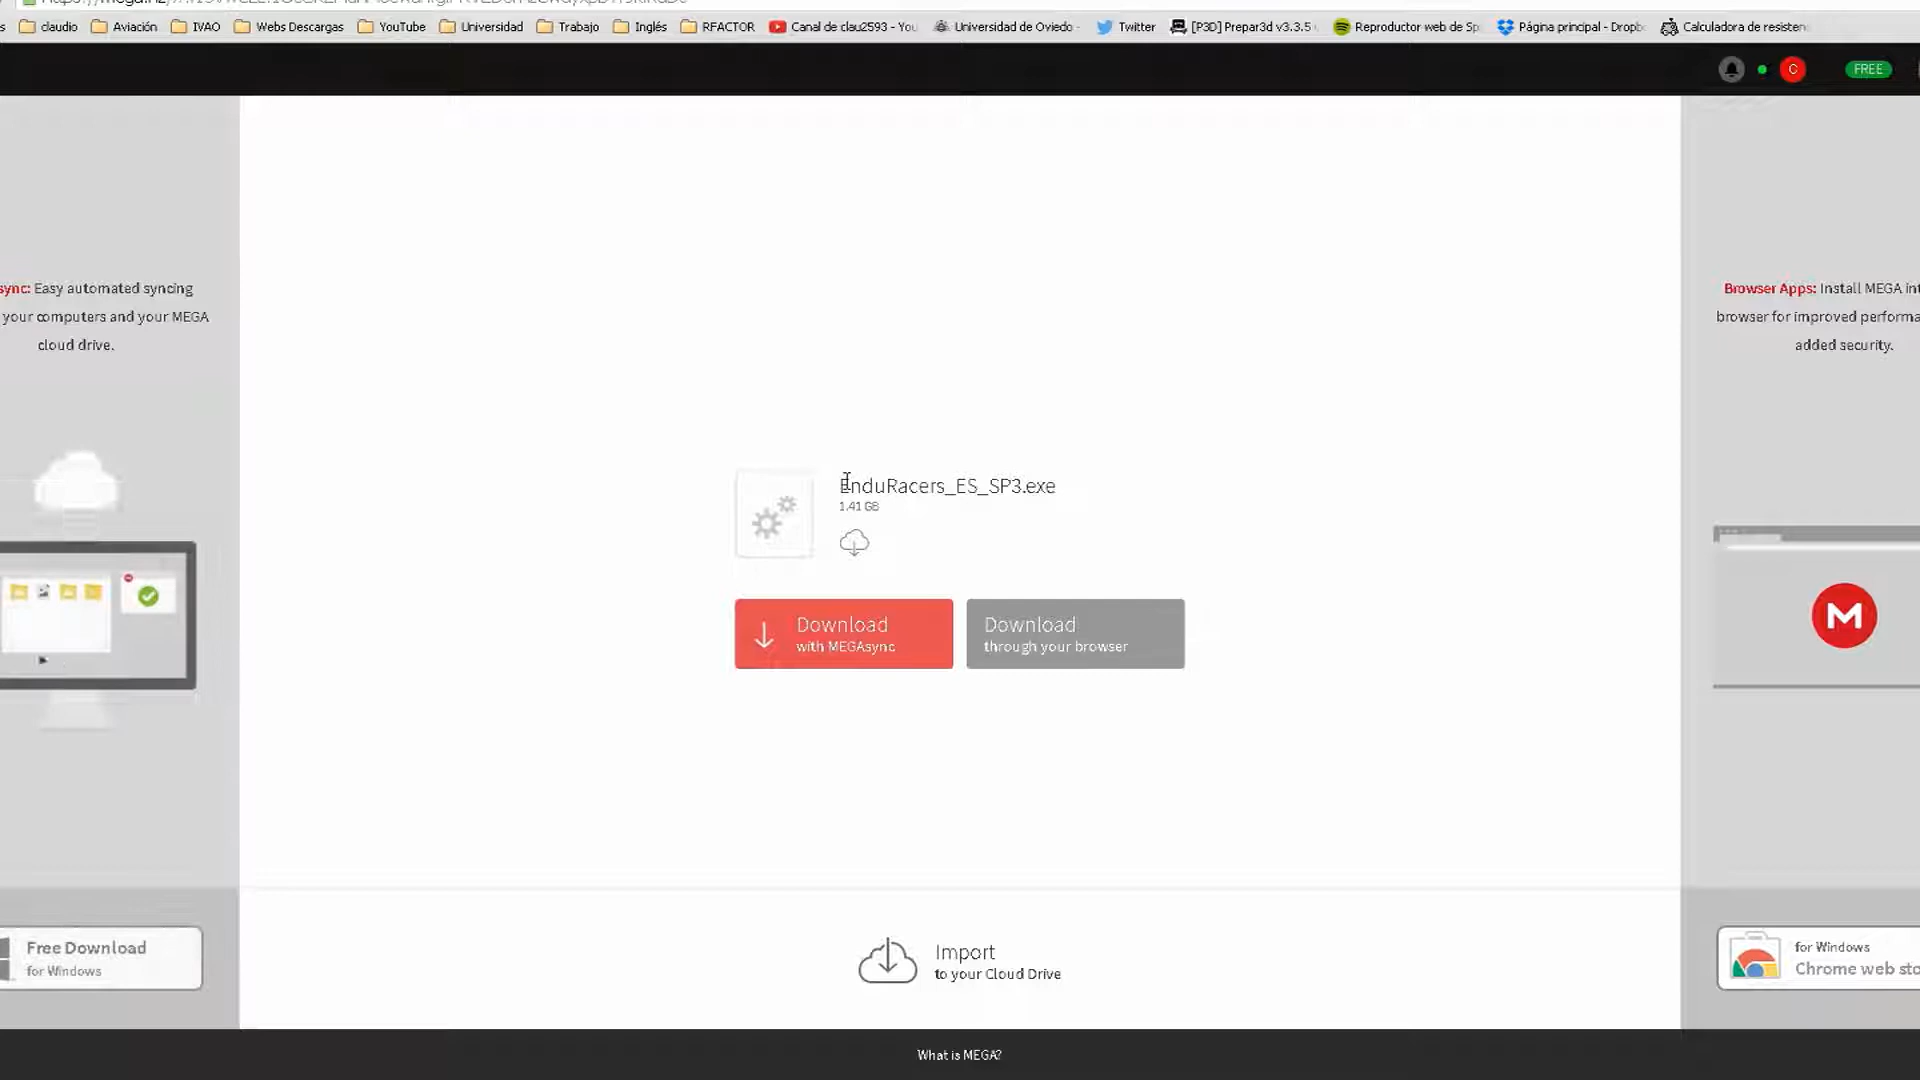 claudio Aviación IVAO Webs Descargas YouTube Universidad Trabajo Inglés RFACTOR Canal de clau2593 - You Universidad de Oviedo - Twitter [P3D] Prepar3d v3.3.5 Reproductor web de Sp Página principal - Dropb Calculadora de resisten
C FREE
sync: Easy automated syncing
your computers and your MEGA
cloud drive.
Browser Apps: Install MEGA int
browser for improved performa
added security.
EnduRacers_ES_SP3.exe
1.41 GB
Download
with MEGAsync
Download
through your browser
M
Free Download
for Windows
Import
to your Cloud Drive
for Windows
Chrome web sto
What is MEGA?